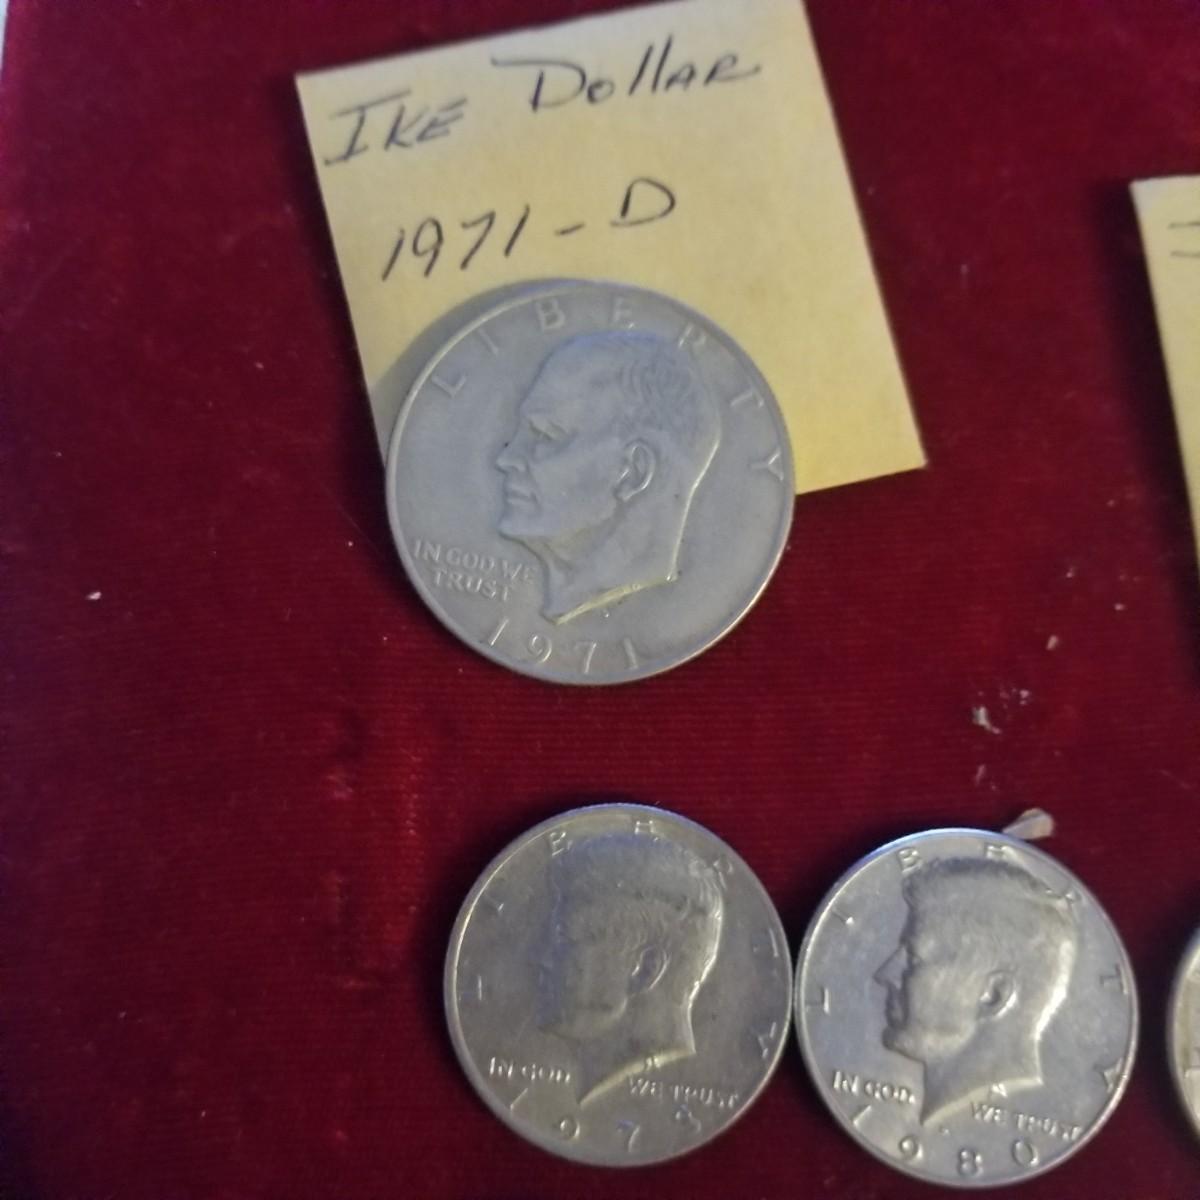 IKE DollAR
1971-D
LIBERTY
IN GOD WE
TRUST
1971
LIBERTY
IN GOD WE TRUST
1973
LIBERTY
IN GOD WE TRUST
1980